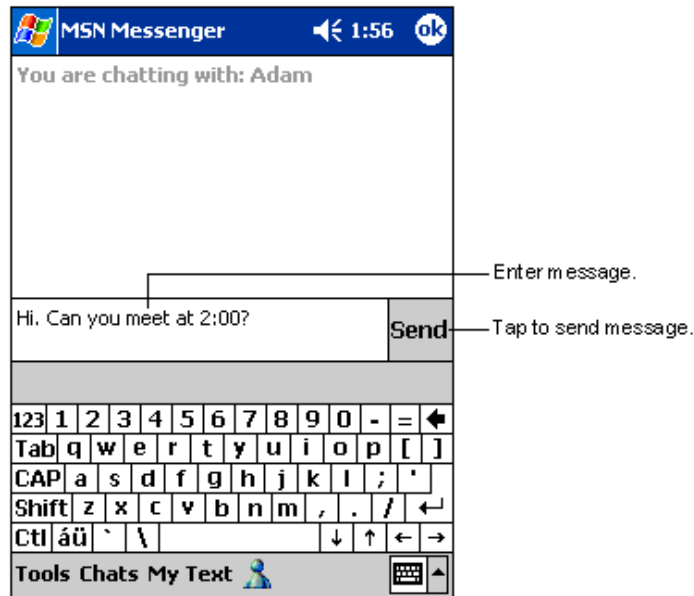 MSN Messenger 1:56 ok
You are chatting with: Adam
Enter message.
Hi. Can you meet at 2:00?
Send
Tap to send message.
123 1 2 3 4 5 6 7 8 9 0 - =
Tab q w e r t y u i o p [ ]
CAP a s d f g h j k l ; '
Shift z x c v b n m , . /
Ctl áü ` \
Tools Chats My Text